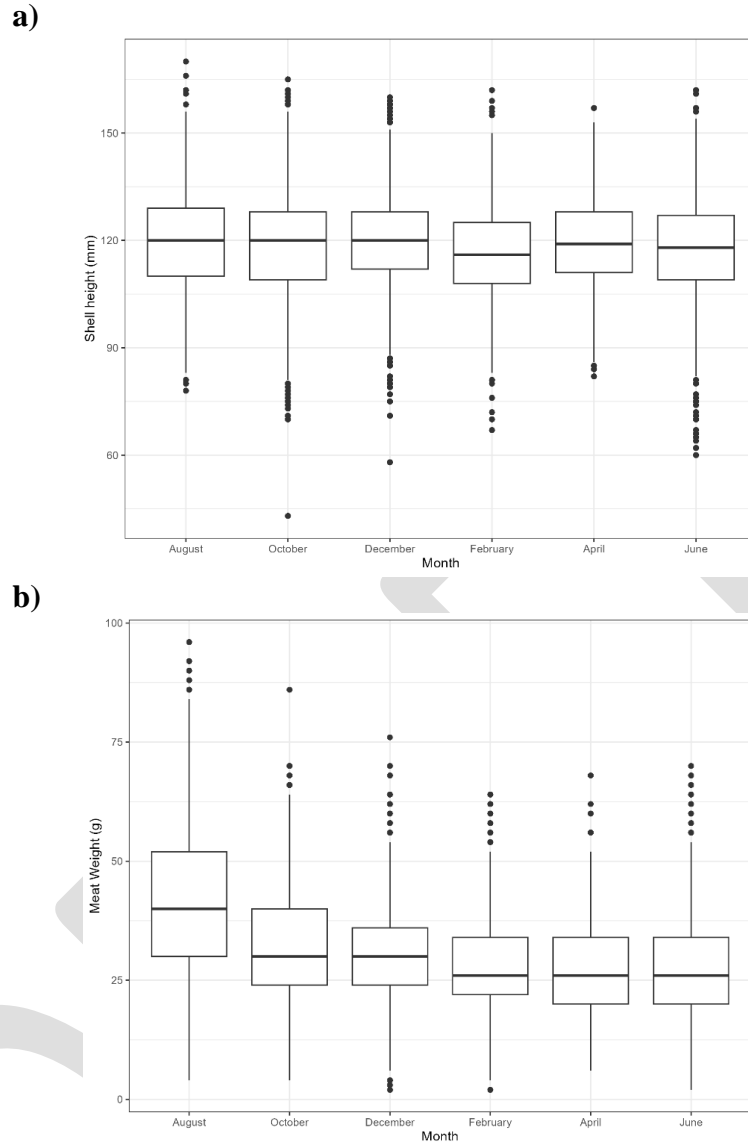 a)
150
120
90
60
Shell height (mm)
August October December February April June
Month
b)
100
75
50
25
0
Meat Weight (g)
August October December February April June
Month